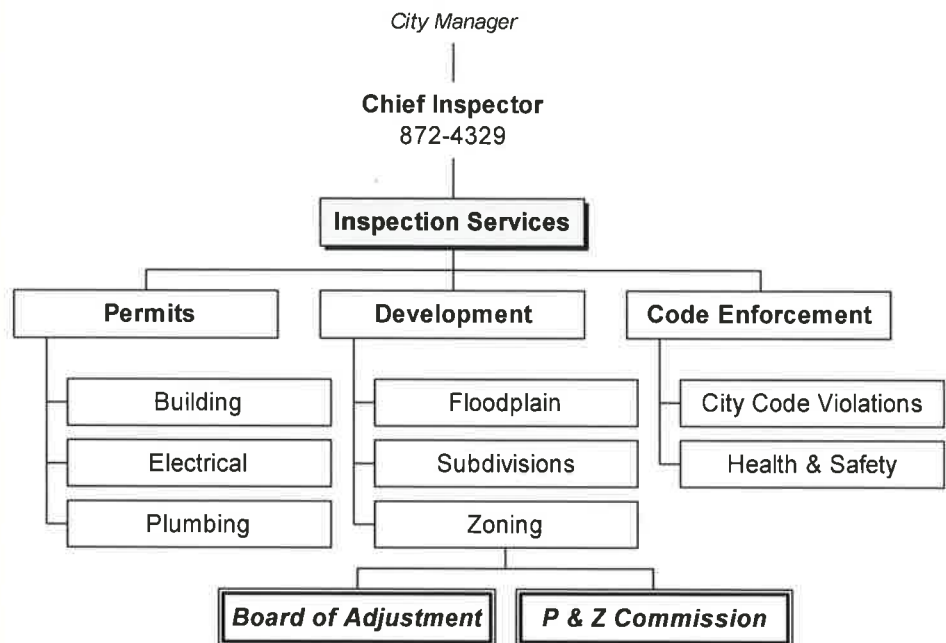 City Manager
Chief Inspector
872-4329
Inspection Services
Permits
Development
Code Enforcement
Building
Floodplain
City Code Violations
Electrical
Subdivisions
Health & Safety
Plumbing
Zoning
Board of Adjustment
P & Z Commission